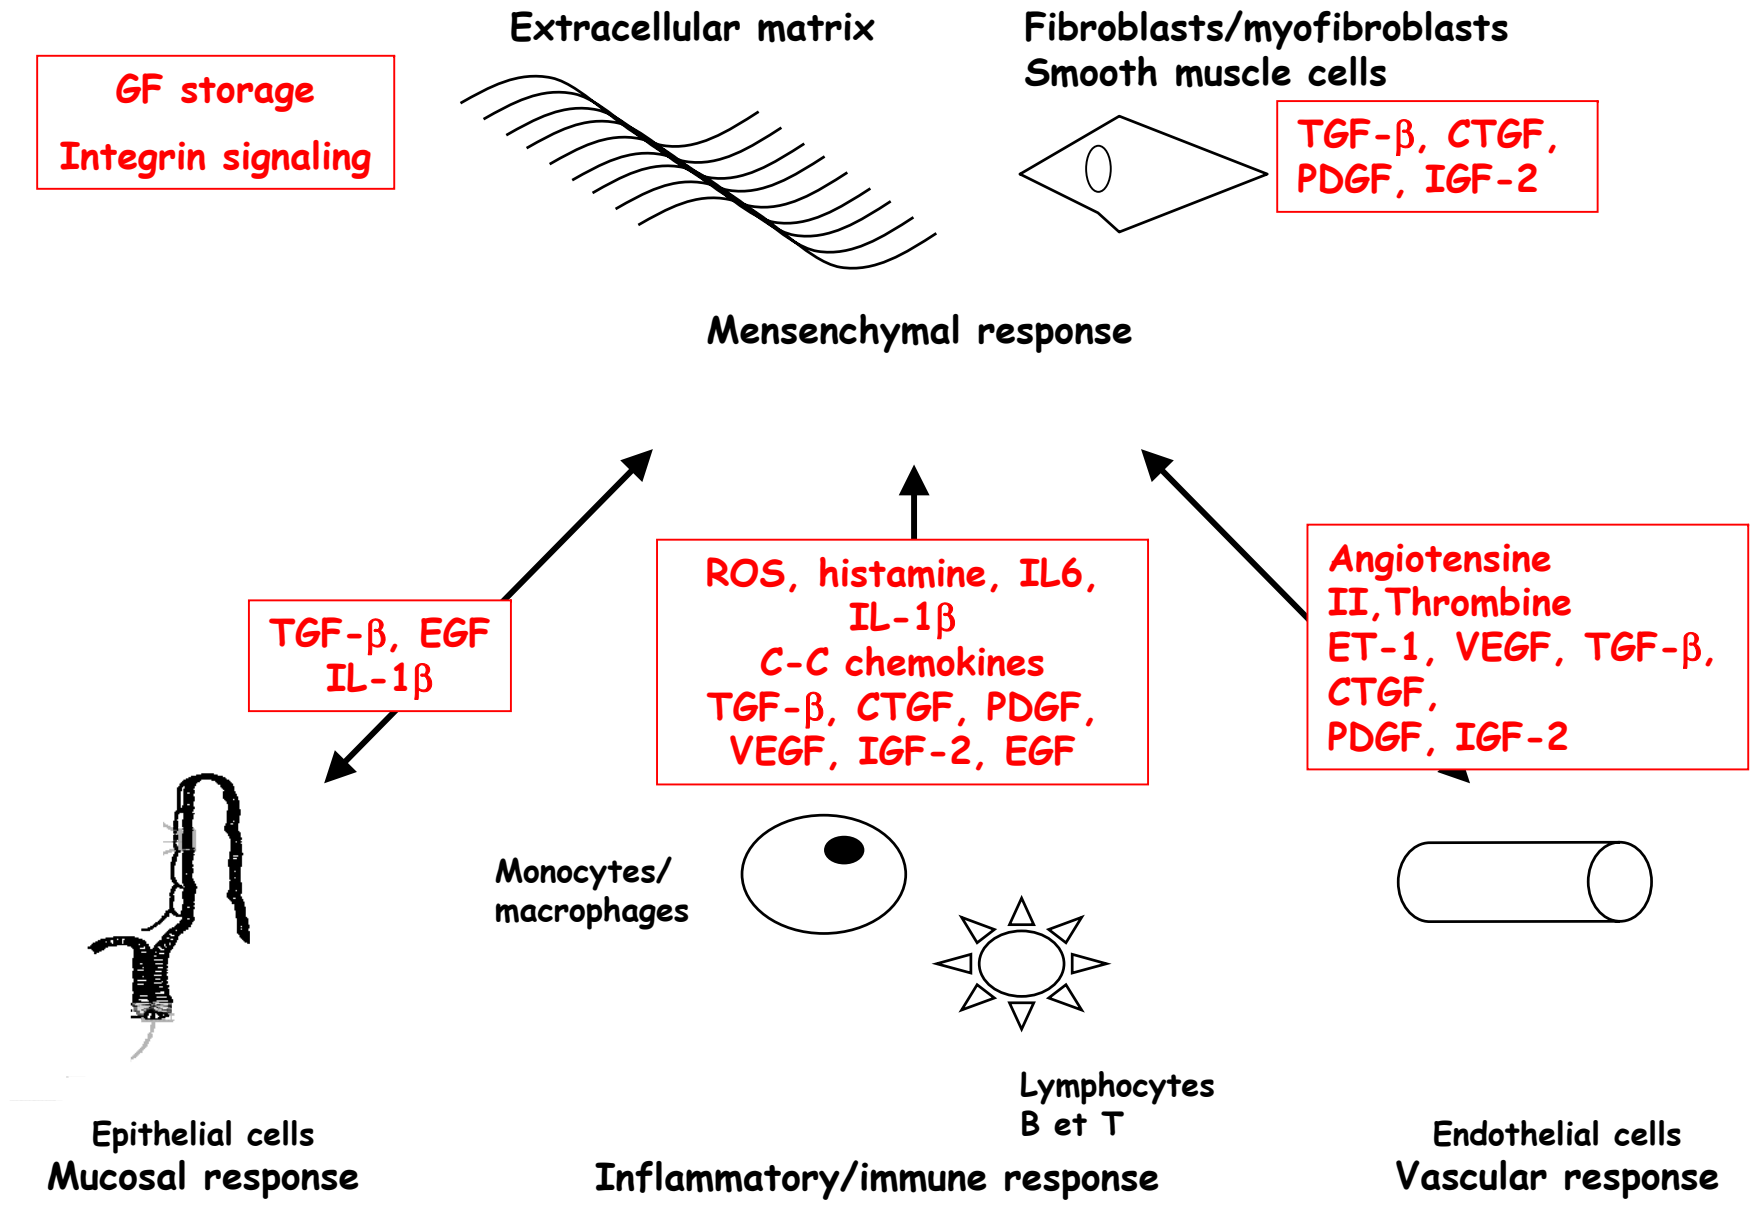 Extracellular matrix
Fibroblasts/myofibroblasts
Smooth muscle cells
GF storage
Integrin signaling
TGF-β, CTGF,
PDGF, IGF-2
Mensenchymal response
TGF-β, EGF
IL-1β
ROS, histamine, IL6,
IL-1β
C-C chemokines
TGF-β, CTGF, PDGF,
VEGF, IGF-2, EGF
Angiotensine
II,Thrombine
ET-1, VEGF, TGF-β,
CTGF,
PDGF, IGF-2
Monocytes/
macrophages
Lymphocytes
B et T
Epithelial cells
Mucosal response
Inflammatory/immune response
Endothelial cells
Vascular response